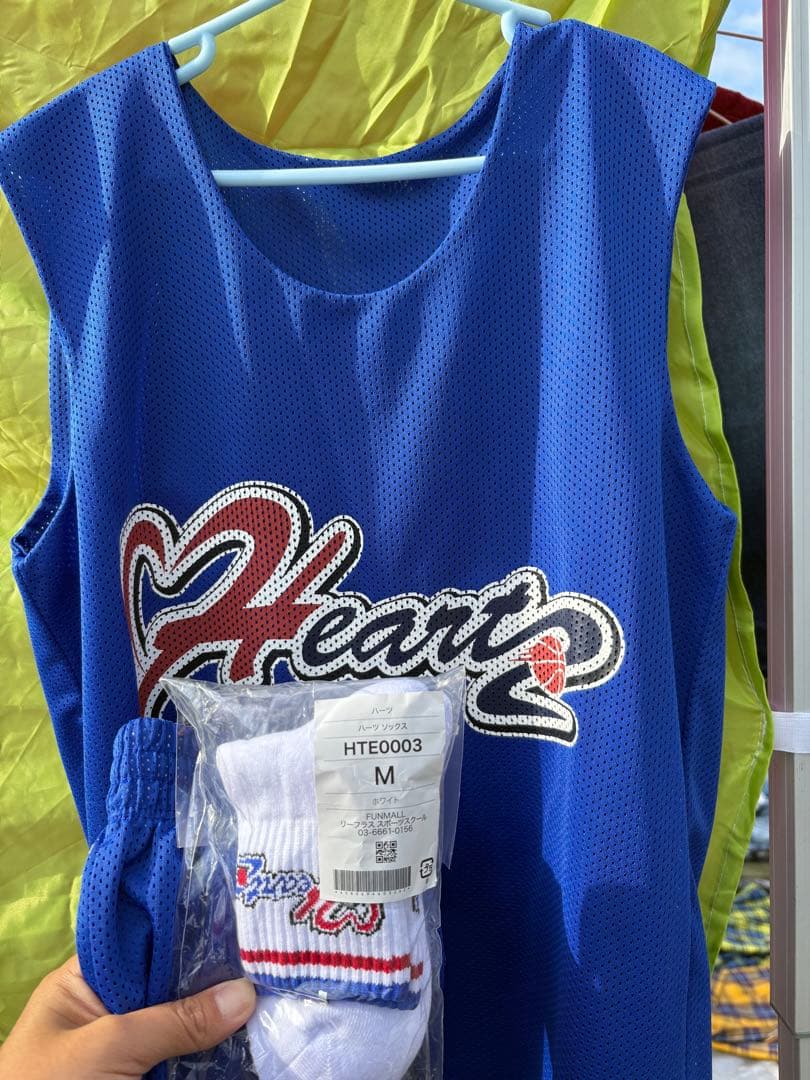 Hearts
ハーツ
ハーツ ソックス
HTE0003
M
ホワイト
FUNMALL
リーフラス スポーツスクール
03-6661-0156
Hearts